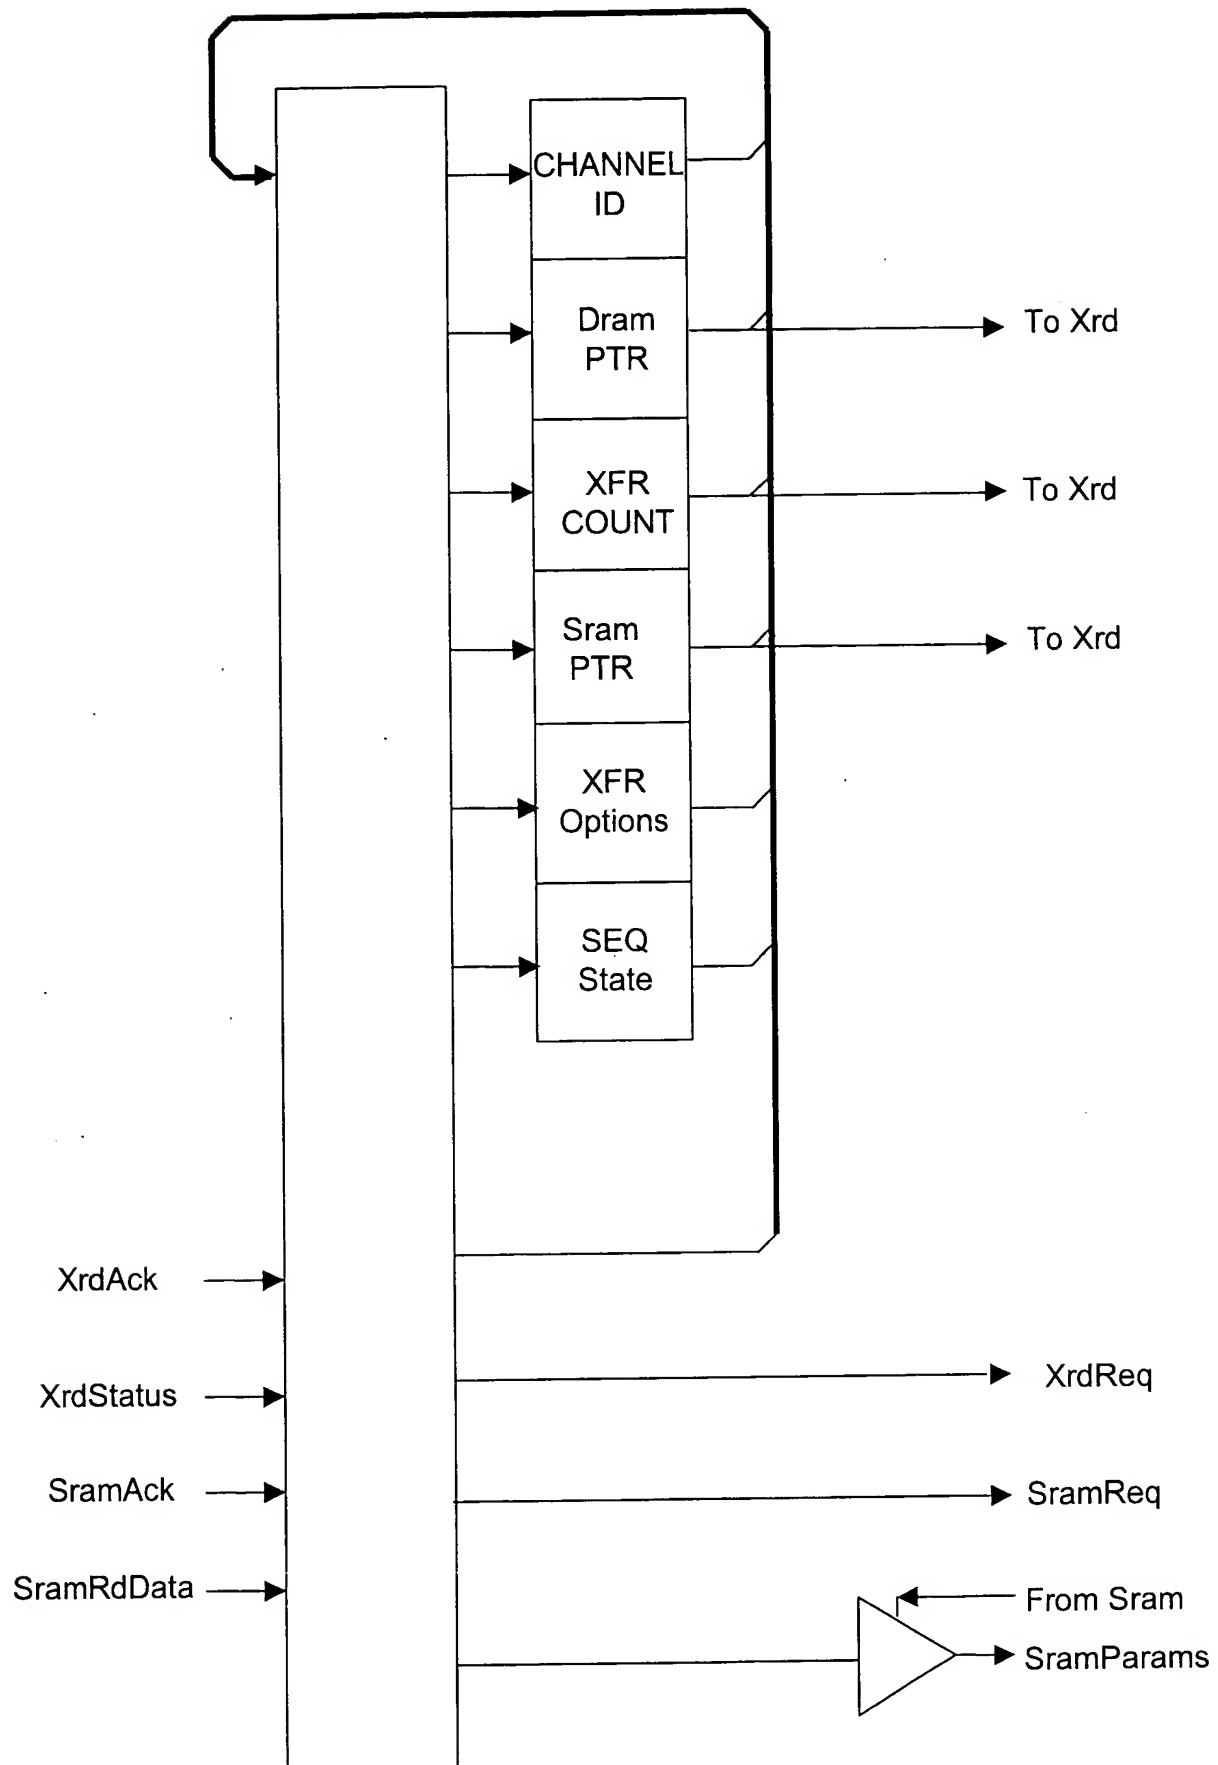 CHANNEL
ID
Dram
PTR
To Xrd
XFR
COUNT
To Xrd
Sram
PTR
To Xrd
XFR
Options
SEQ
State
XrdAck
XrdStatus
XrdReq
SramAck
SramReq
SramRdData
From Sram
SramParams